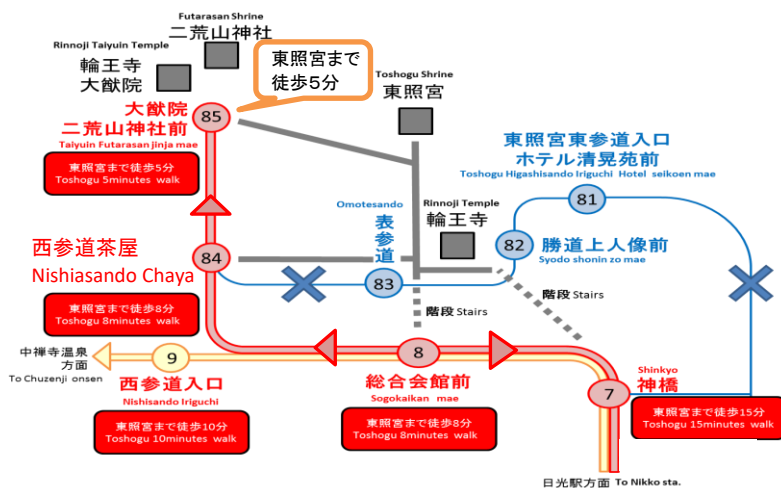 Futarasan Shrine
二荒山神社
Rinnoji Taiyuin Temple
輪王寺
大猷院
東照宮まで
徒歩5分
Toshogu Shrine
東照宮
大猷院
二荒山神社前
Taiyuin Futarasan jinja mae
85
東照宮まで徒歩5分
Toshogu 5minutes walk
東照宮東参道入口
ホテル清晃苑前
Toshogu Higashisando Iriguchi Hotel seikoen mae
81
Omotesando
表参道
83
Rinnoji Temple
輪王寺
82
勝道上人像前
Syodo shonin zo mae
西参道茶屋
Nishiasando Chaya
84
東照宮まで徒歩8分
Toshogu 8minutes walk
階段 Stairs
階段 Stairs
中禅寺温泉
方面
To Chuzenji onsen
9
西参道入口
Nishisando Iriguchi
東照宮まで徒歩10分
Toshogu 10minutes walk
8
総合会館前
Sogokaikan mae
東照宮まで徒歩8分
Toshogu 8minutes walk
Shinkyo
神橋
7
東照宮まで徒歩15分
Toshogu 15minutes walk
日光駅方面 To Nikko sta.